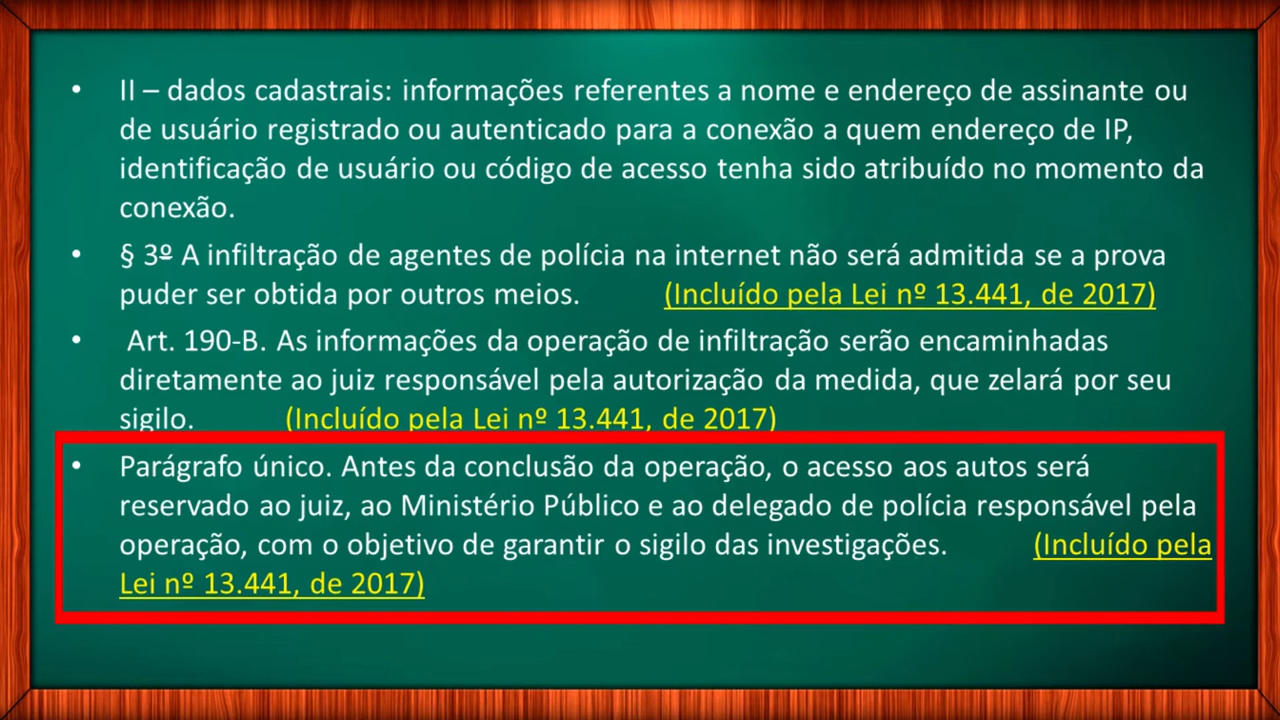 • II – dados cadastrais: informações referentes a nome e endereço de assinante ou
de usuário registrado ou autenticado para a conexão a quem endereço de IP,
identificação de usuário ou código de acesso tenha sido atribuído no momento da
conexão.
• § 3º A infiltração de agentes de polícia na internet não será admitida se a prova
puder ser obtida por outros meios. (Incluído pela Lei nº 13.441, de 2017)
• Art. 190-B. As informações da operação de infiltração serão encaminhadas
diretamente ao juiz responsável pela autorização da medida, que zelará por seu
sigilo. (Incluído pela Lei nº 13.441, de 2017)
• Parágrafo único. Antes da conclusão da operação, o acesso aos autos será
reservado ao juiz, ao Ministério Público e ao delegado de polícia responsável pela
operação, com o objetivo de garantir o sigilo das investigações. (Incluído pela
Lei nº 13.441, de 2017)